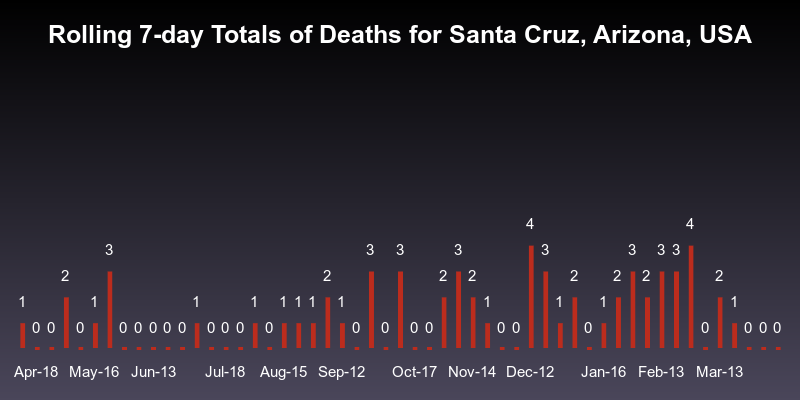 Rolling 7-day Totals of Deaths for Santa Cruz, Arizona, USA
4 4
3 3 3 3 3 3 3 3
2 2 2 2 2 2 2 2
1 1 1 1 1 1 1 1 1 1 1 1
0 0 0 0 0 0 0 0 0 0 0 0 0 0 0 0 0 0 0 0 0 0 0
Apr-18 May-16 Jun-13 Jul-18 Aug-15 Sep-12 Oct-17 Nov-14 Dec-12 Jan-16 Feb-13 Mar-13